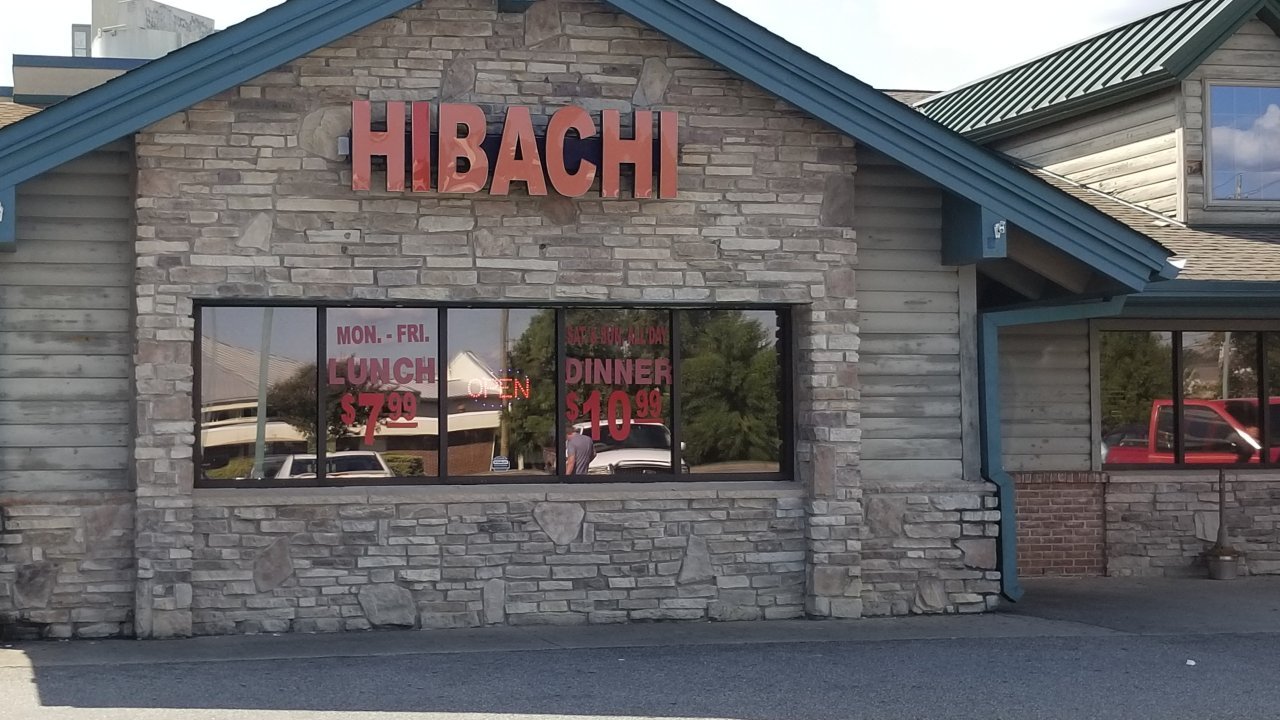 HIBACHI
MON. - FRI.
LUNCH
$7.99
OPEN
SAT & SUN ALL DAY
DINNER
$10.99